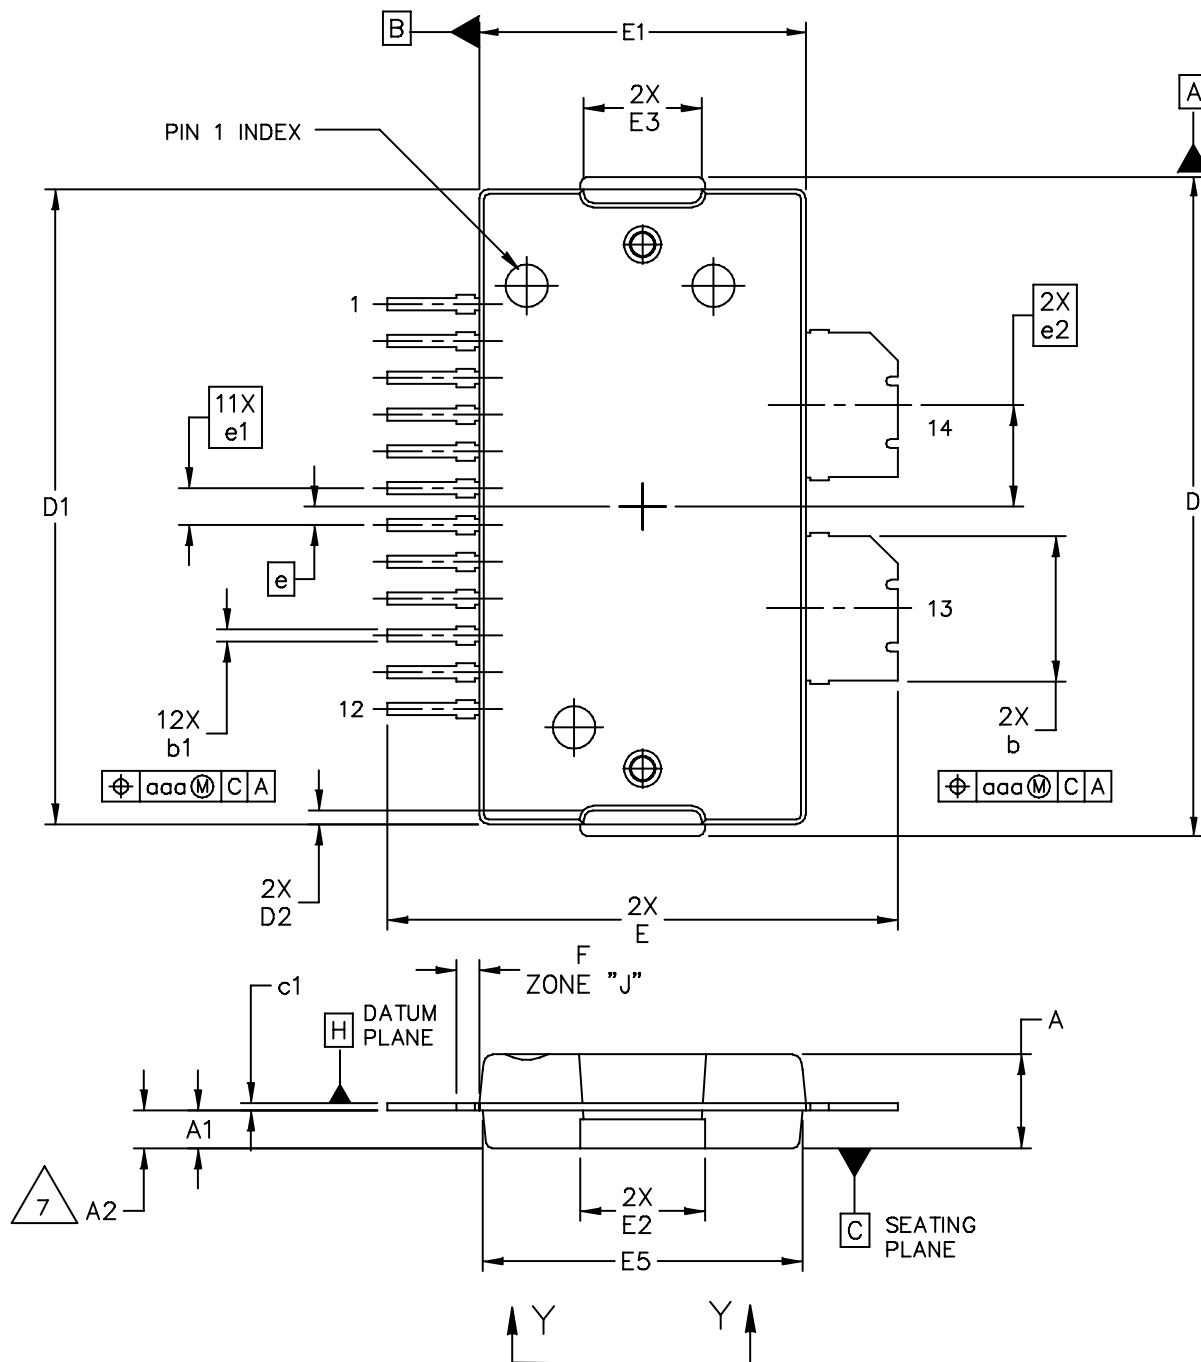 B
E1
2X
E3
A
PIN 1 INDEX
1
2X
e2
11X
e1
14
D1
D
e
13
12
12X
b1
2X
b
⌖ aaa Ⓜ C A
⌖ aaa Ⓜ C A
2X
D2
2X
E
F
ZONE "J"
c1
H
DATUM
PLANE
A
A1
7
A2
2X
E2
C
SEATING
PLANE
E5
Y
Y